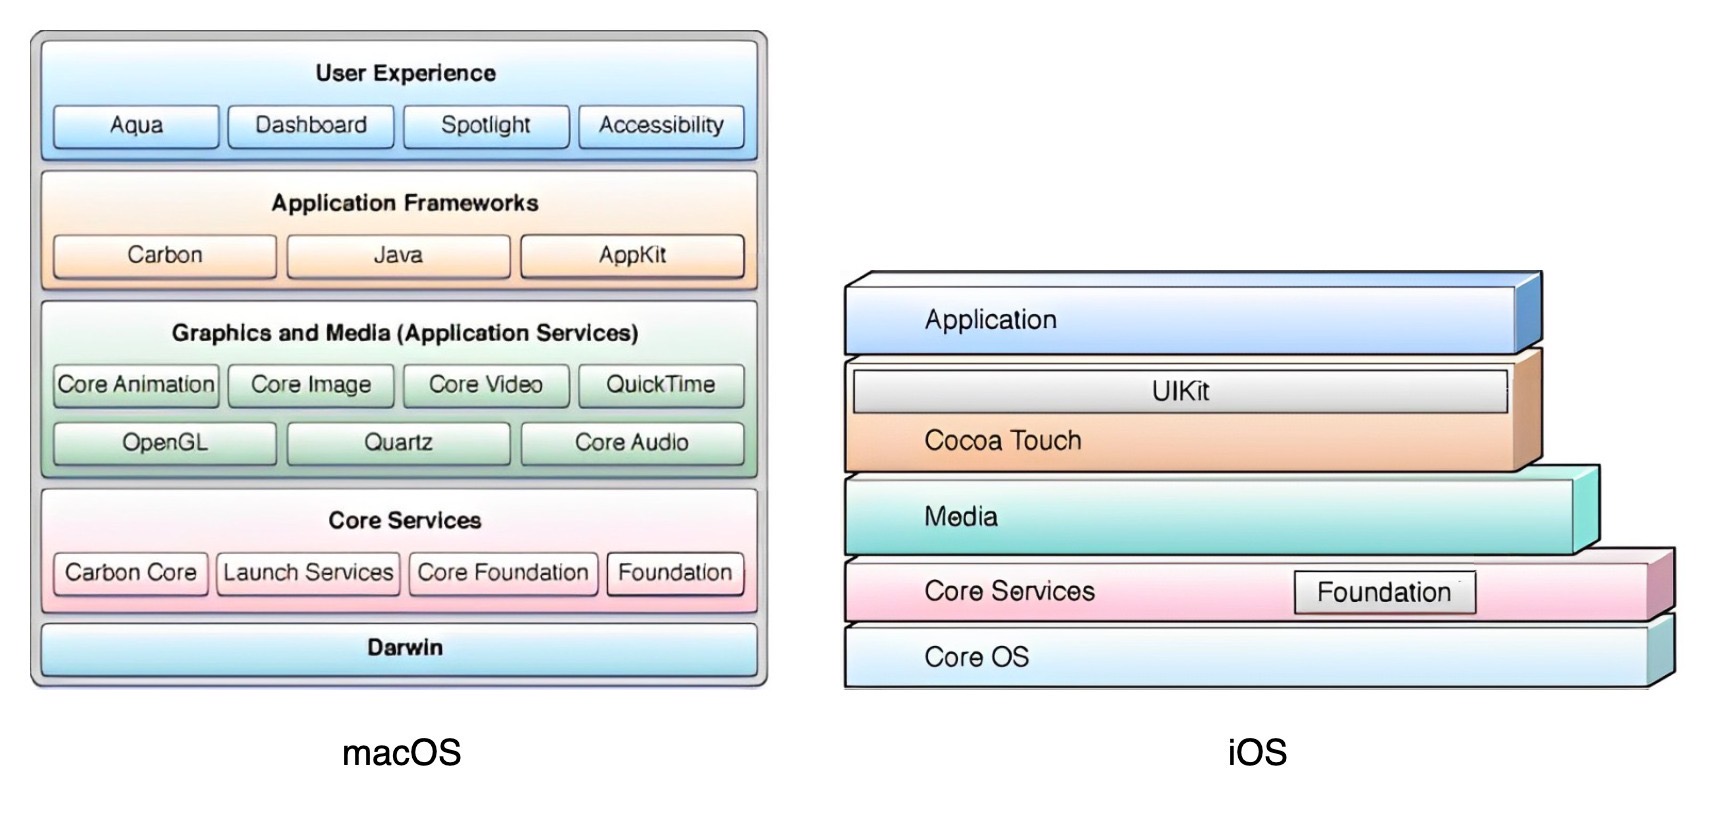 User Experience
Aqua Dashboard Spotlight Accessibility
Application Frameworks
Carbon Java AppKit
Graphics and Media (Application Services)
Core Animation Core Image Core Video QuickTime
OpenGL Quartz Core Audio
Core Services
Carbon Core Launch Services Core Foundation Foundation
Darwin
macOS
Application
UIKit
Cocoa Touch
Media
Core Services Foundation
Core OS
iOS